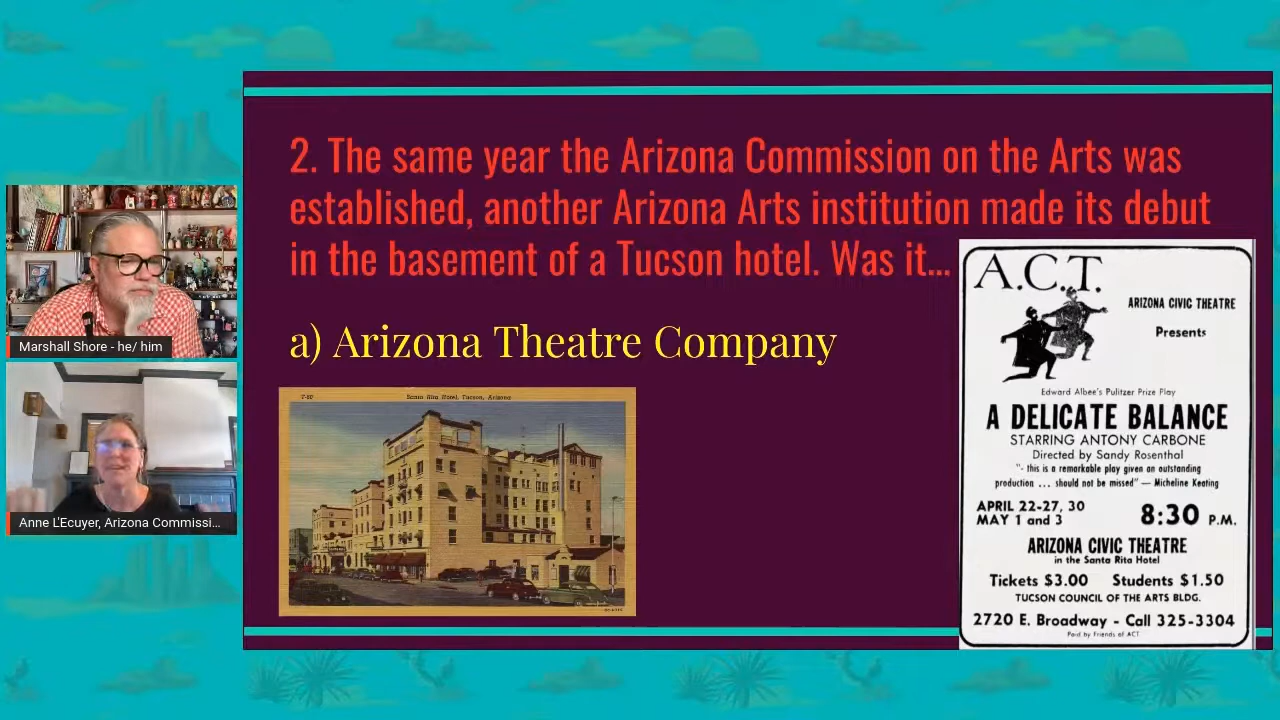 2. The same year the Arizona Commission on the Arts was
established, another Arizona Arts institution made its debut
in the basement of a Tucson hotel. Was it...
a) Arizona Theatre Company
Santa Rita Hotel, Tucson, Arizona
A.C.T.
ARIZONA CIVIC THEATRE
Presents
Edward Albee's Pulitzer Prize Play
A DELICATE BALANCE
STARRING ANTONY CARBONE
Directed by Sandy Rosenthal
"- this is a remarkable play given an outstanding
production ... should not be missed" — Micheline Keating
APRIL 22-27, 30
MAY 1 and 3
8:30 P.M.
ARIZONA CIVIC THEATRE
in the Santa Rita Hotel
Tickets $3.00 Students $1.50
TUCSON COUNCIL OF THE ARTS BLDG.
2720 E. Broadway - Call 325-3304
Paid by Friends of ACT
Marshall Shore - he/ him
Anne L'Ecuyer, Arizona Commissi...